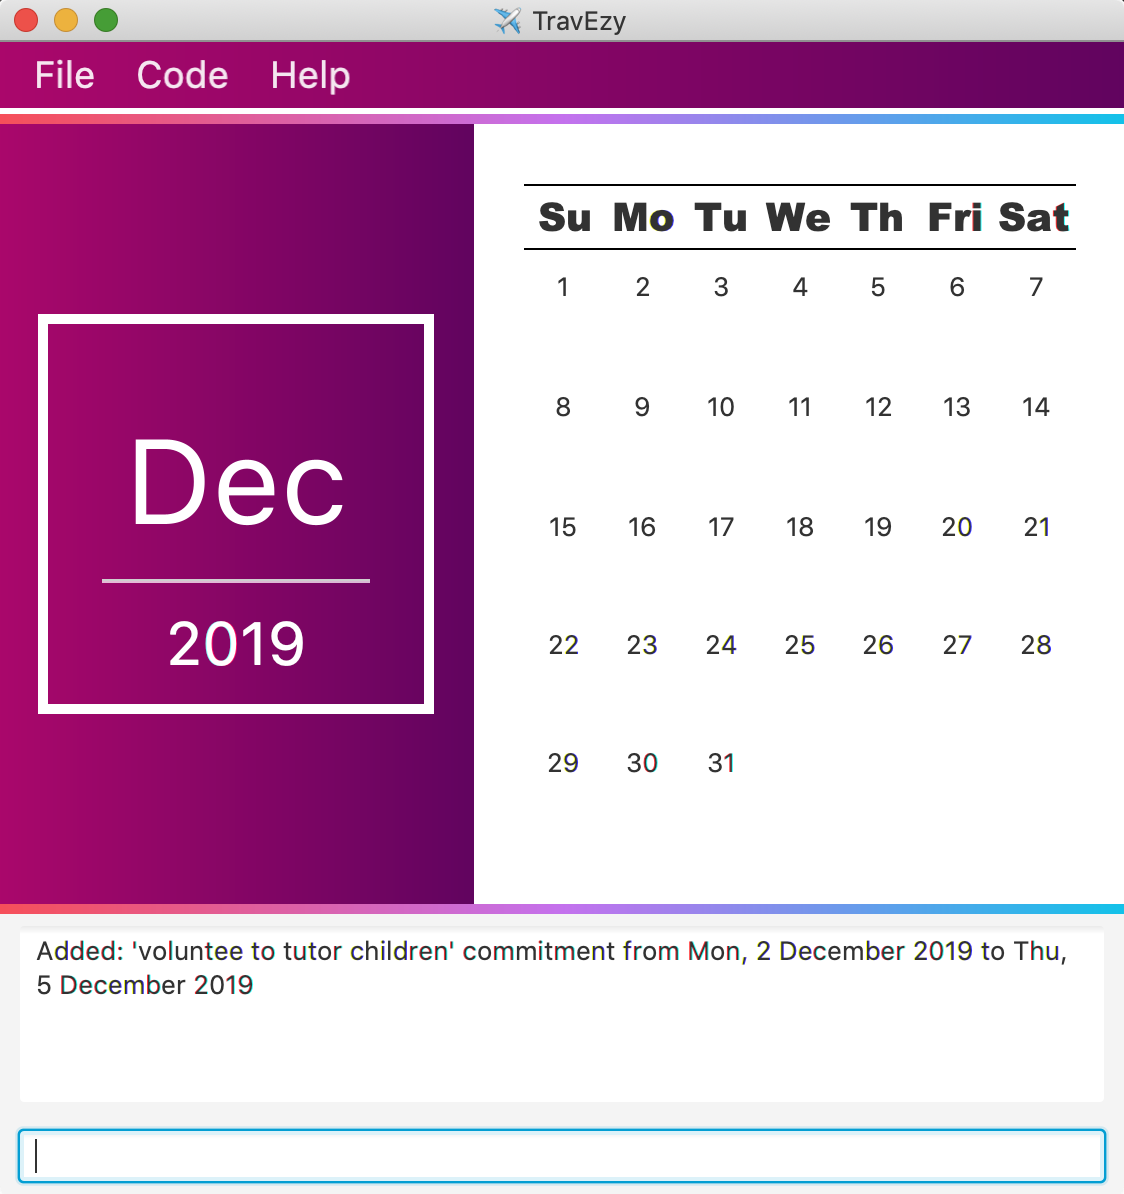 TravEzy
File Code Help
Dec
2019
Su Mo Tu We Th Fri Sat
1 2 3 4 5 6 7
8 9 10 11 12 13 14
15 16 17 18 19 20 21
22 23 24 25 26 27 28
29 30 31
Added: 'voluntee to tutor children' commitment from Mon, 2 December 2019 to Thu,
5 December 2019